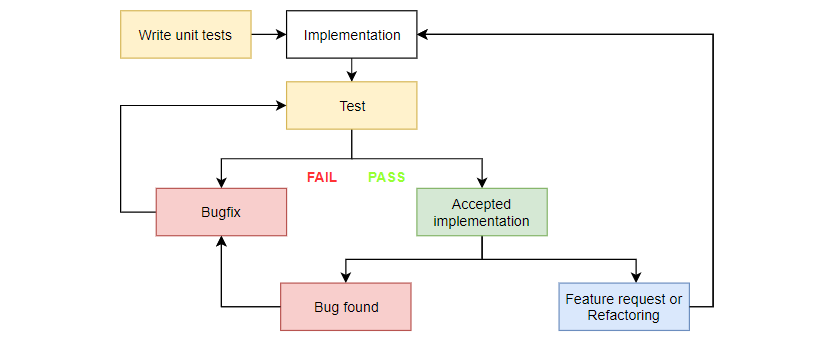 Write unit tests
Implementation
Test
FAIL
PASS
Bugfix
Accepted
implementation
Bug found
Feature request or
Refactoring